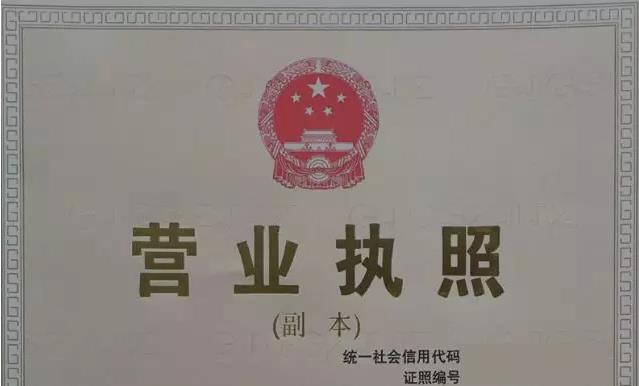 营业执照
(副 本)
统一社会信用代码
证照编号